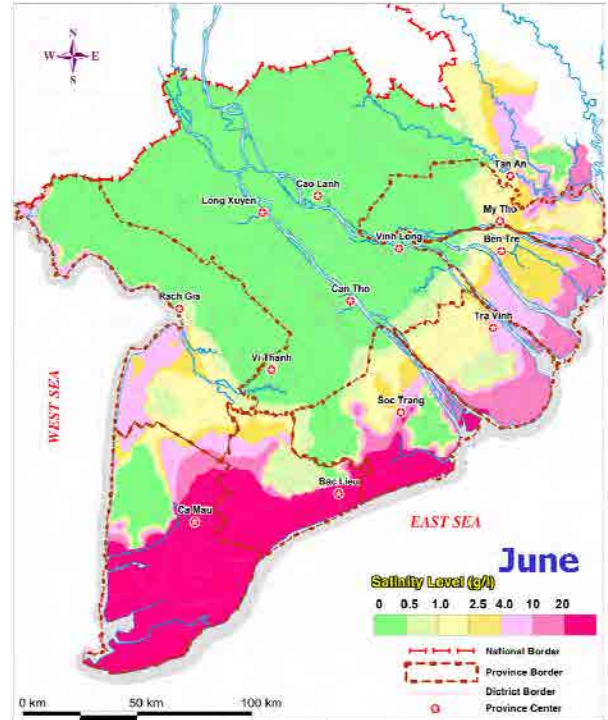 N
W E
S
Tan An
Cao Lanh
Long Xuyen
My Tho
Vinh Long
Ben Tre
Can Tho
Rach Gia
Tra Vinh
Vi Thanh
Soc Trang
WEST SEA
Bac Lieu
Ca Mau
EAST SEA
June
Salinity Level (g/l)
0 0.5 1.0 2.5 4.0 10 20
National Border
Province Border
District Border
Province Center
0 km 50 km 100 km